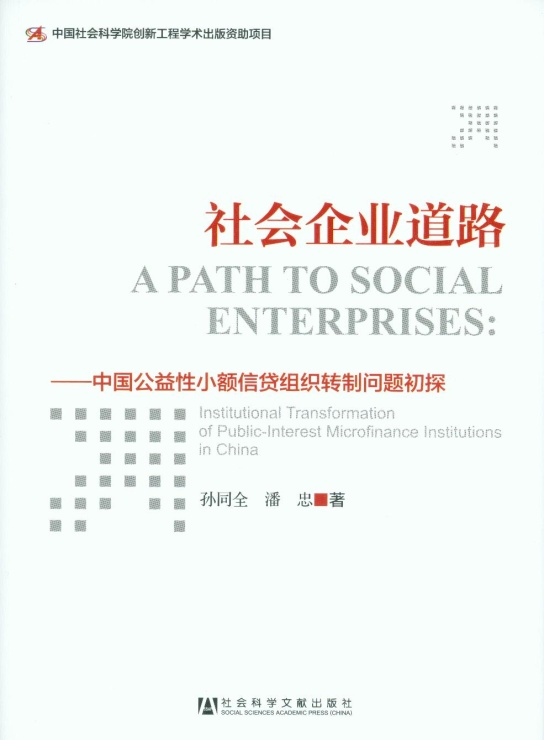 中国社会科学院创新工程学术出版资助项目
社会企业道路
A PATH TO SOCIAL
ENTERPRISES:
——中国公益性小额信贷组织转制问题初探
Institutional Transformation
of Public-Interest Microfinance Institutions
in China
孙同全 潘 忠■著
社会科学文献出版社
SOCIAL SCIENCES ACADEMIC PRESS (CHINA)